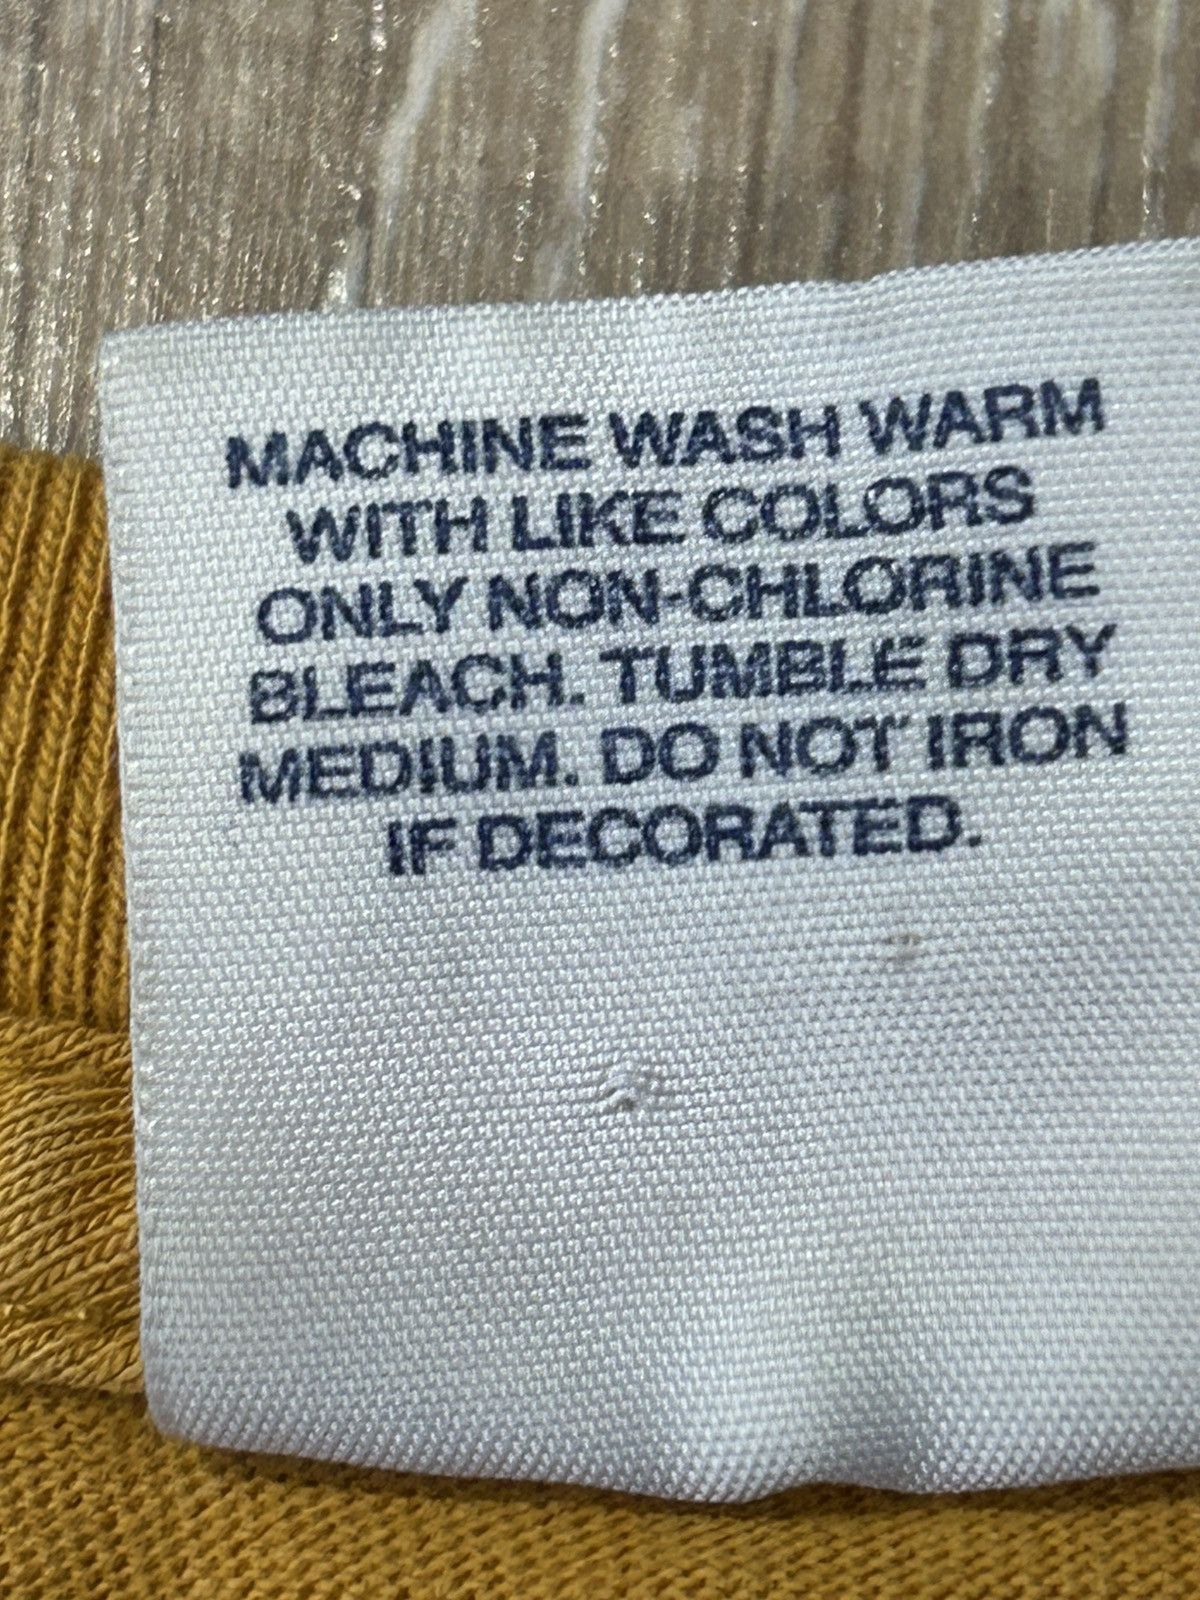 MACHINE WASH WARM
WITH LIKE COLORS
ONLY NON-CHLORINE
BLEACH. TUMBLE DRY
MEDIUM. DO NOT IRON
IF DECORATED.